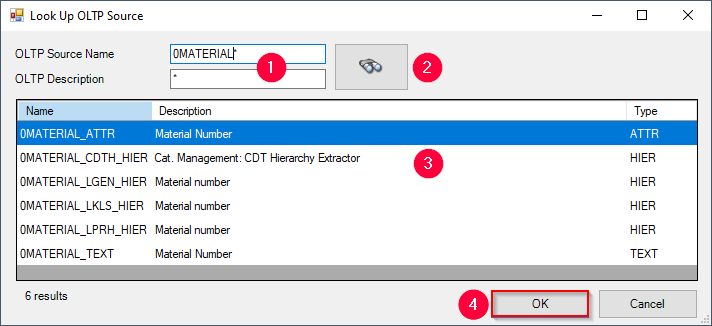 Look Up OLTP Source
OLTP Source Name 0MATERIAL* 1
OLTP Description * 2
Name Description Type
0MATERIAL_ATTR Material Number ATTR
0MATERIAL_CDTH_HIER Cat. Management: CDT Hierarchy Extractor HIER
3
0MATERIAL_LGEN_HIER Material number HIER
0MATERIAL_LKLS_HIER Material number HIER
0MATERIAL_LPRH_HIER Material number HIER
0MATERIAL_TEXT Material Number TEXT
6 results
4 OK Cancel